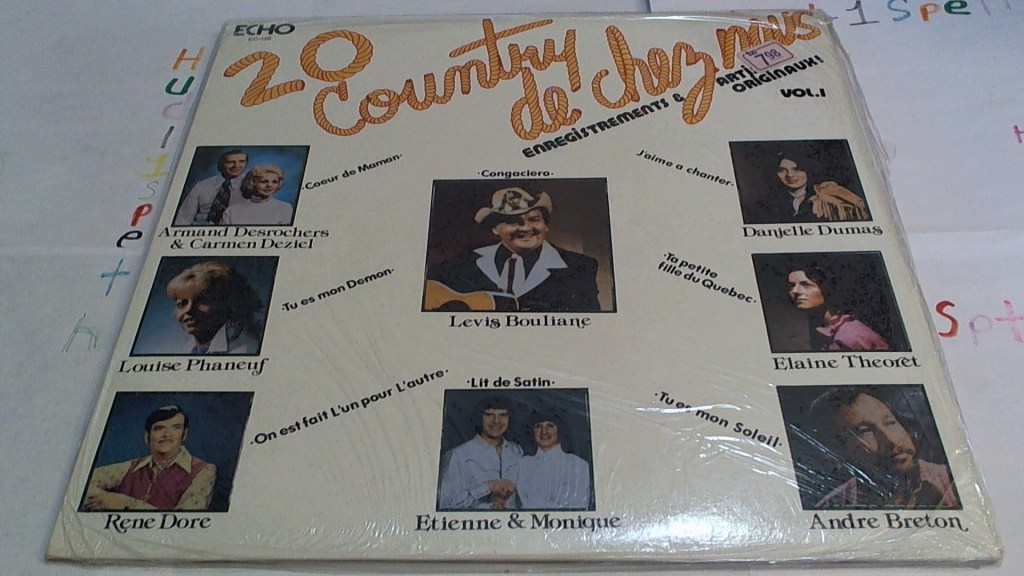 ECHO
20 Country de chez nous
ENREGISTREMENTS &
ORIGINAUX!
VOL.1
798
Coeur de Maman·
Armand Desrochers
& Carmen Deziel
·Congaciero·
Levis Bouliane
J'aime a chanter·
Danielle Dumas
·Tu es mon Demon·
Louise Phaneuf
·Ta petite
fille du Quebec·
Elaine Theoret
·On est fait L'un pour L'autre·
Rene Dore
·Lit de Satin·
Etienne & Monique
·Tu es mon Soleil·
Andre Breton